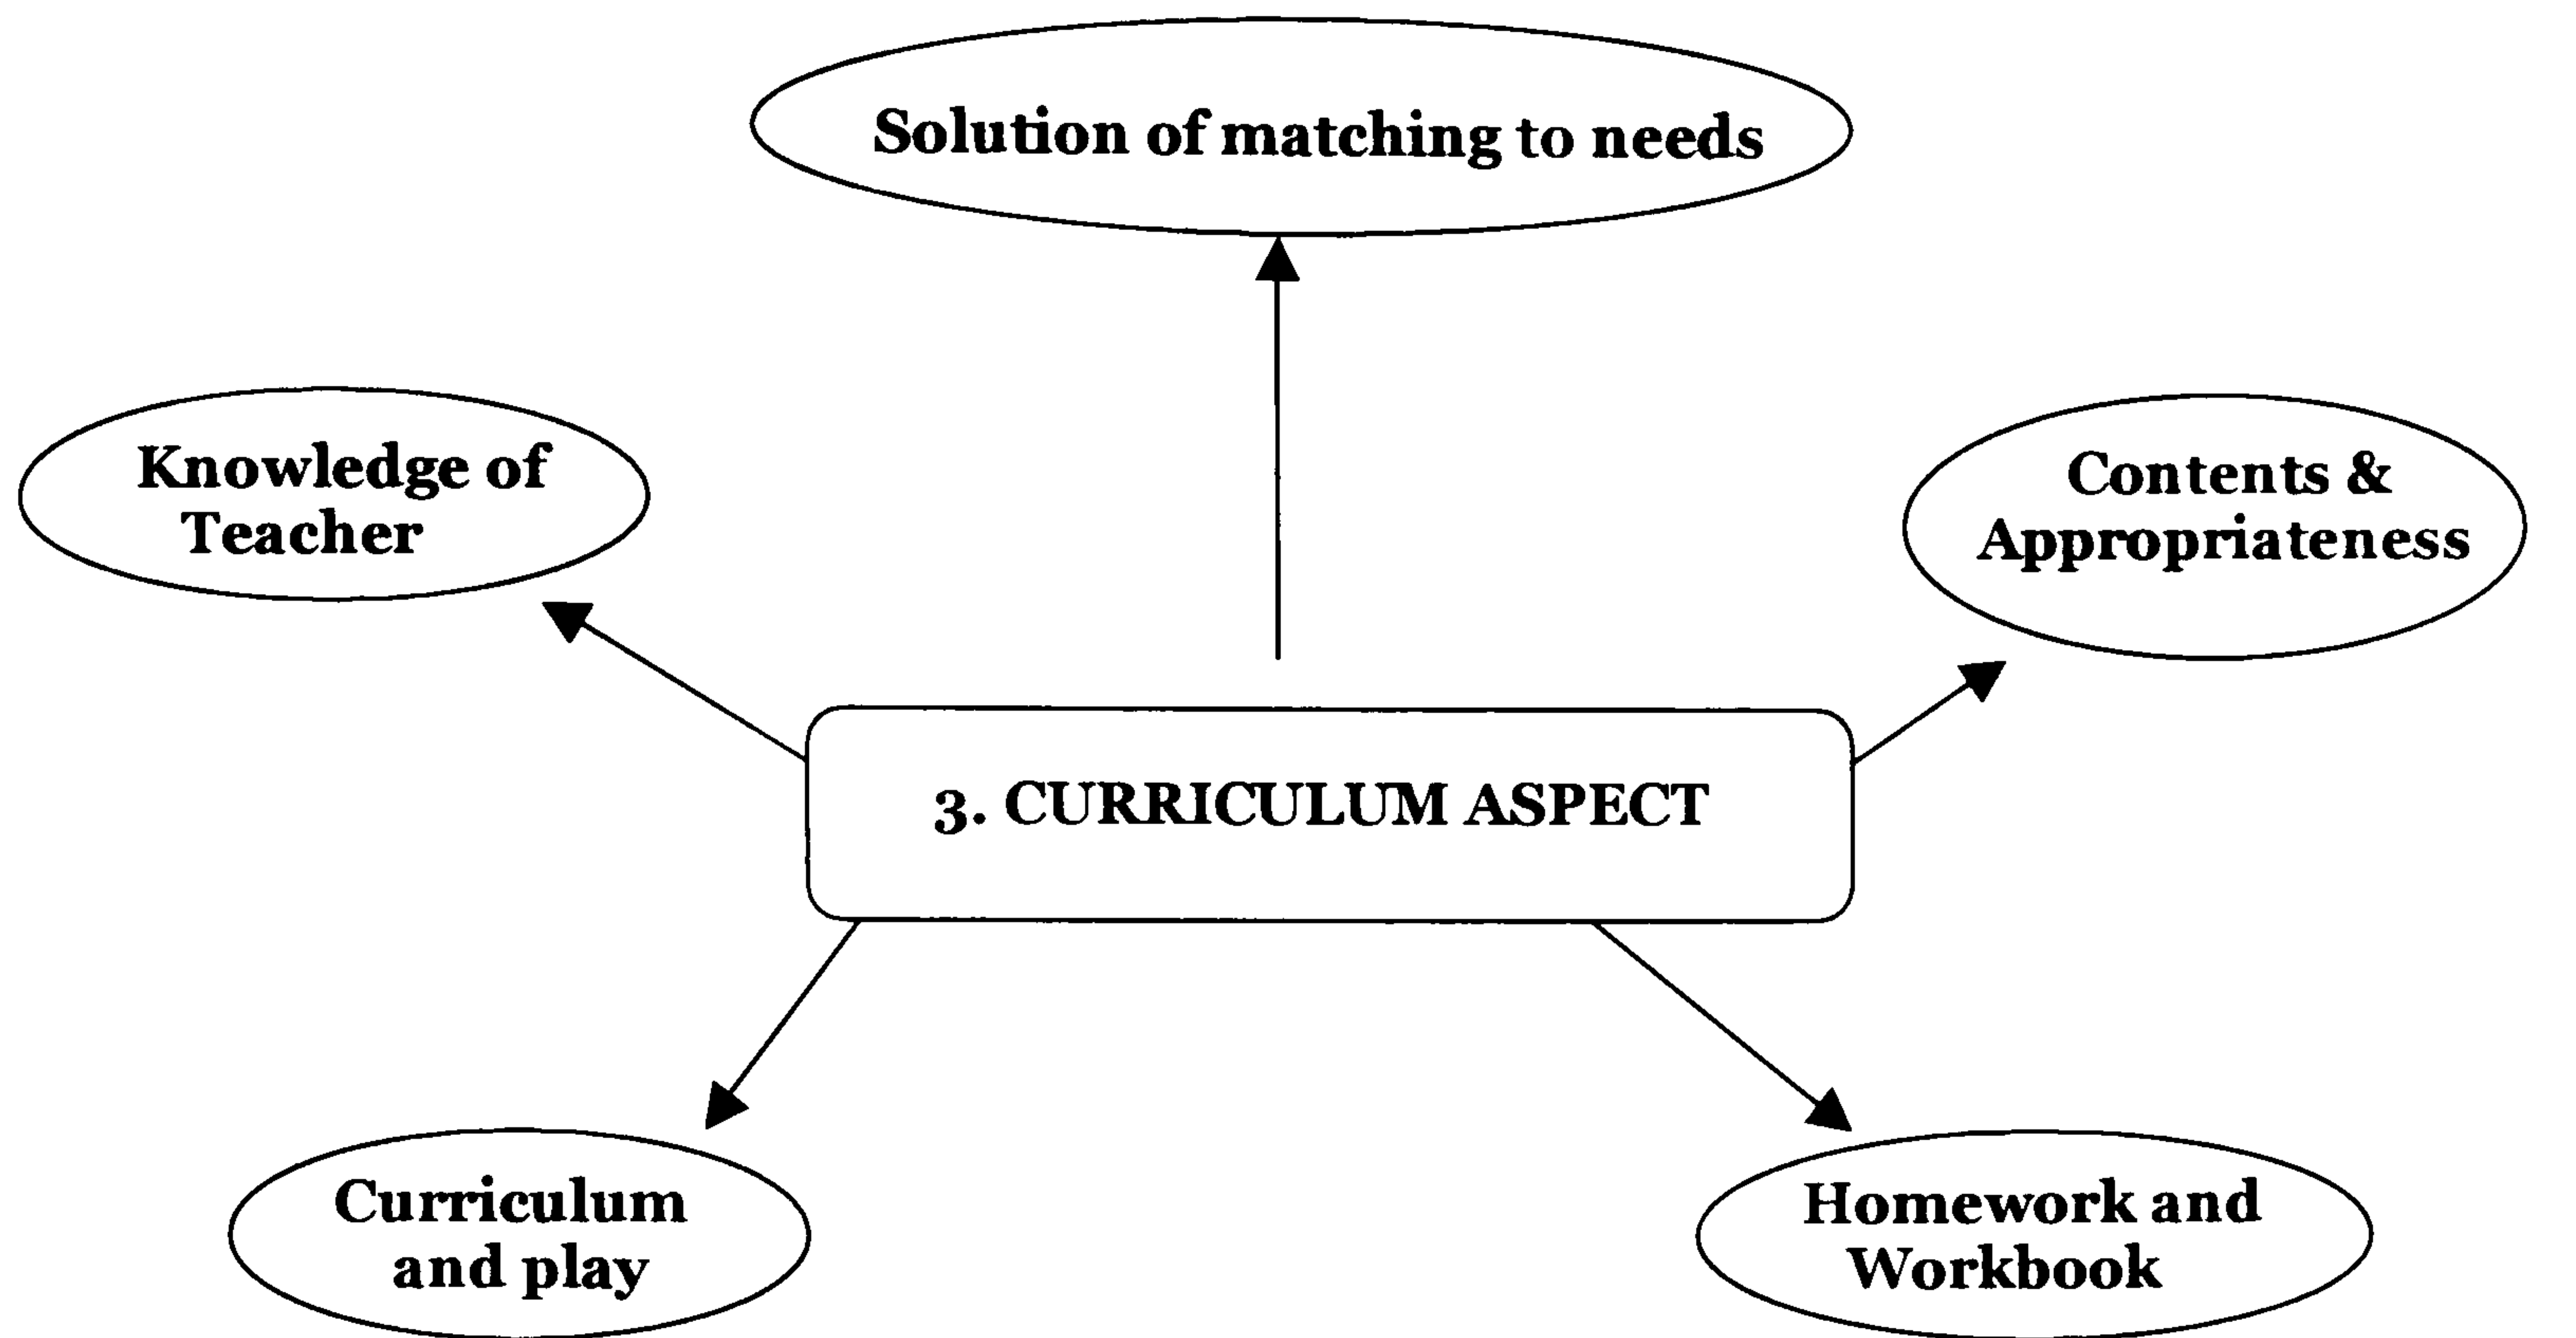 Solution of matching to needs
Knowledge of
Teacher
Contents &
Appropriateness
3. CURRICULUM ASPECT
Curriculum
and play
Homework and
Workbook